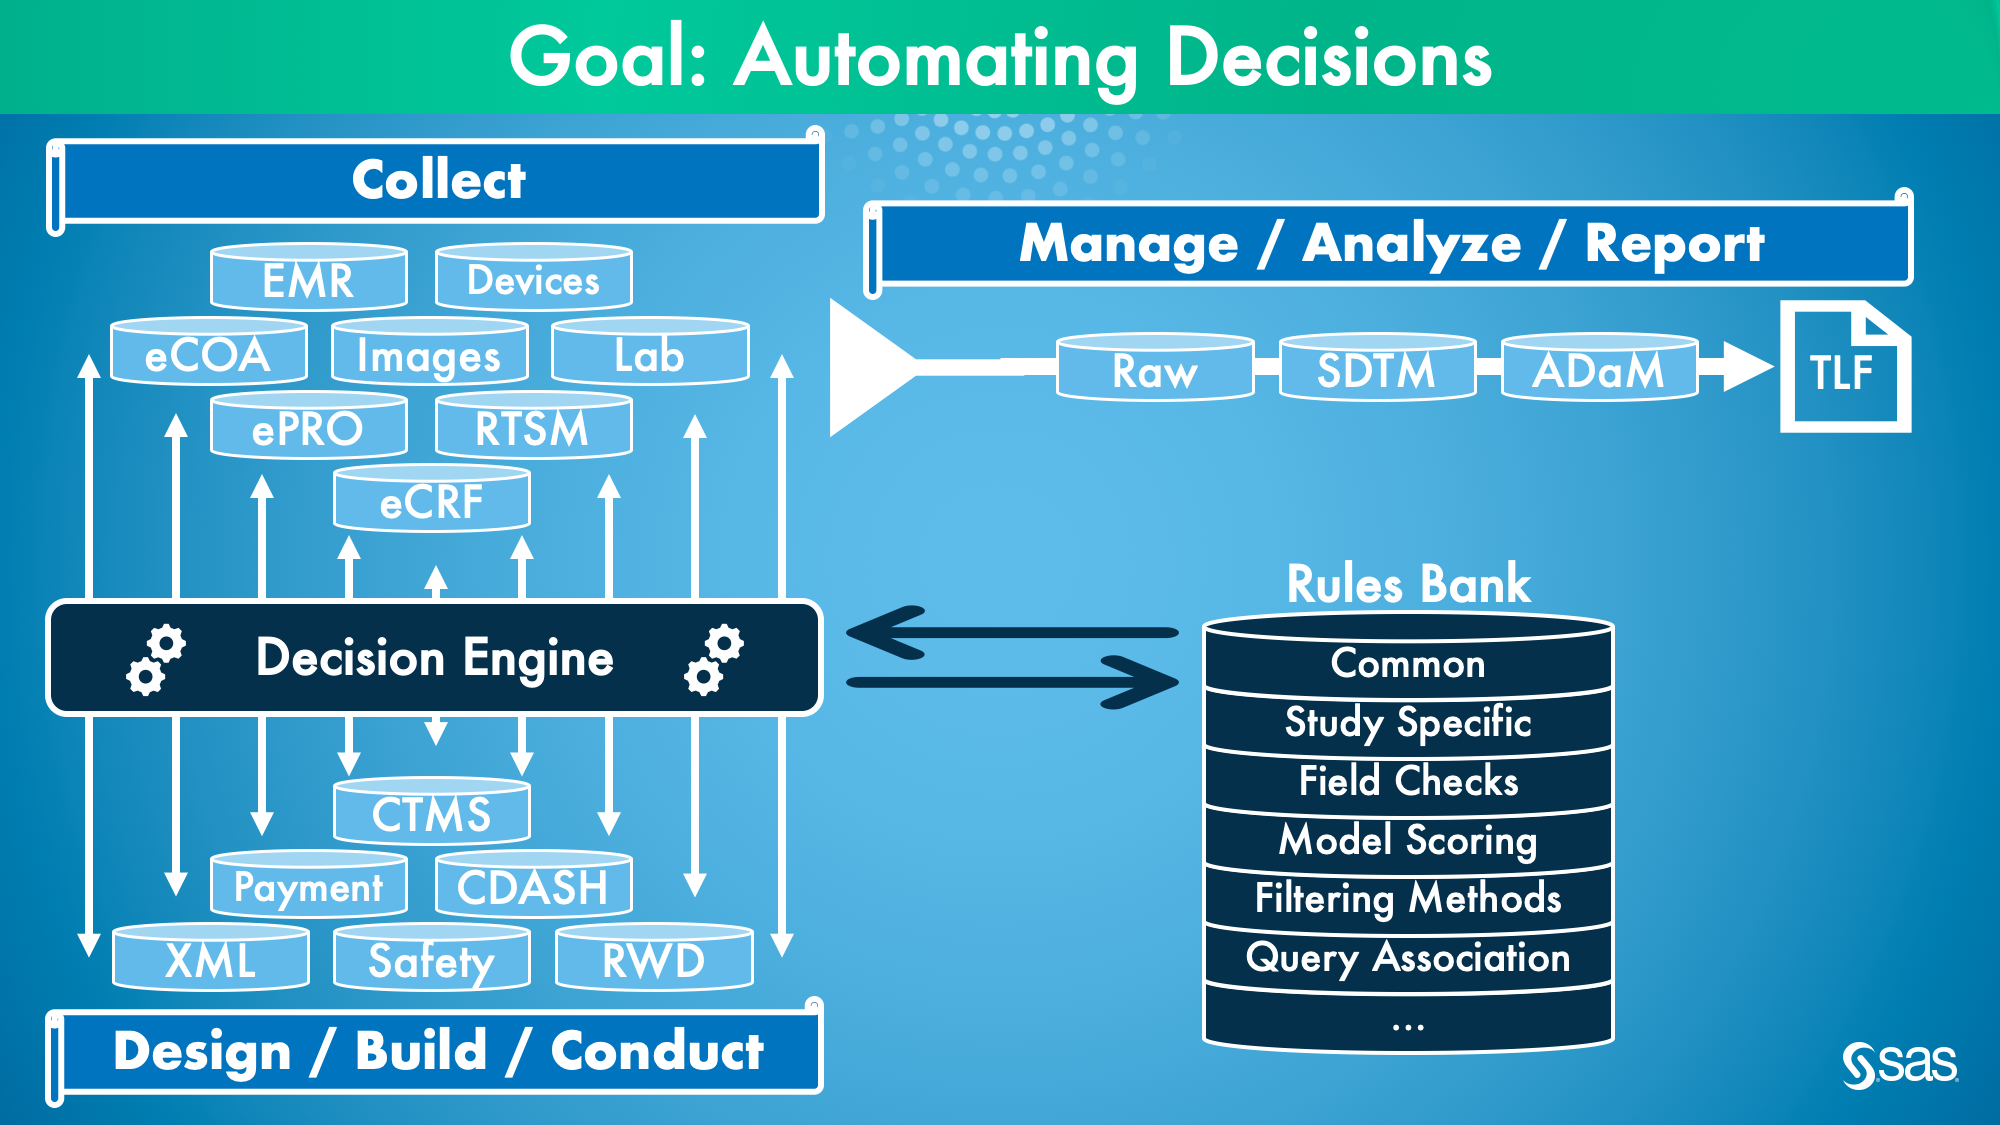 Goal: Automating Decisions
Collect
EMR
Devices
eCOA
Images
Lab
ePRO
RTSM
eCRF
Decision Engine
CTMS
Payment
CDASH
XML
Safety
RWD
Design / Build / Conduct
Manage / Analyze / Report
Raw
SDTM
ADaM
TLF
Rules Bank
Common
Study Specific
Field Checks
Model Scoring
Filtering Methods
Query Association
...
sas